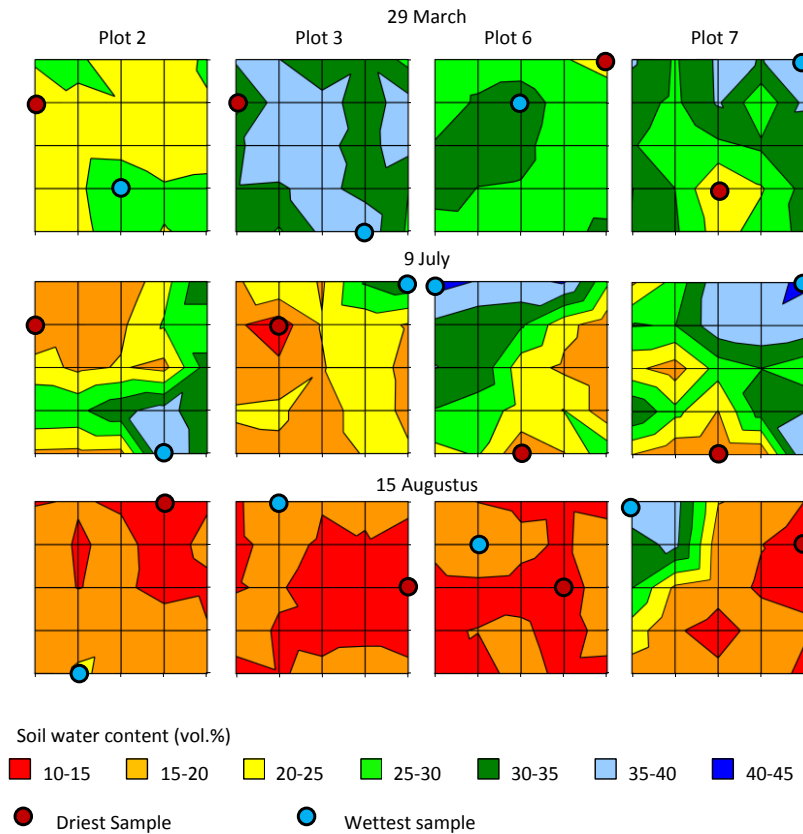 29 March
Plot 2 Plot 3 Plot 6 Plot 7
9 July
15 Augustus
Soil water content (vol.%)
10-15 15-20 20-25 25-30 30-35 35-40 40-45
Driest Sample Wettest sample